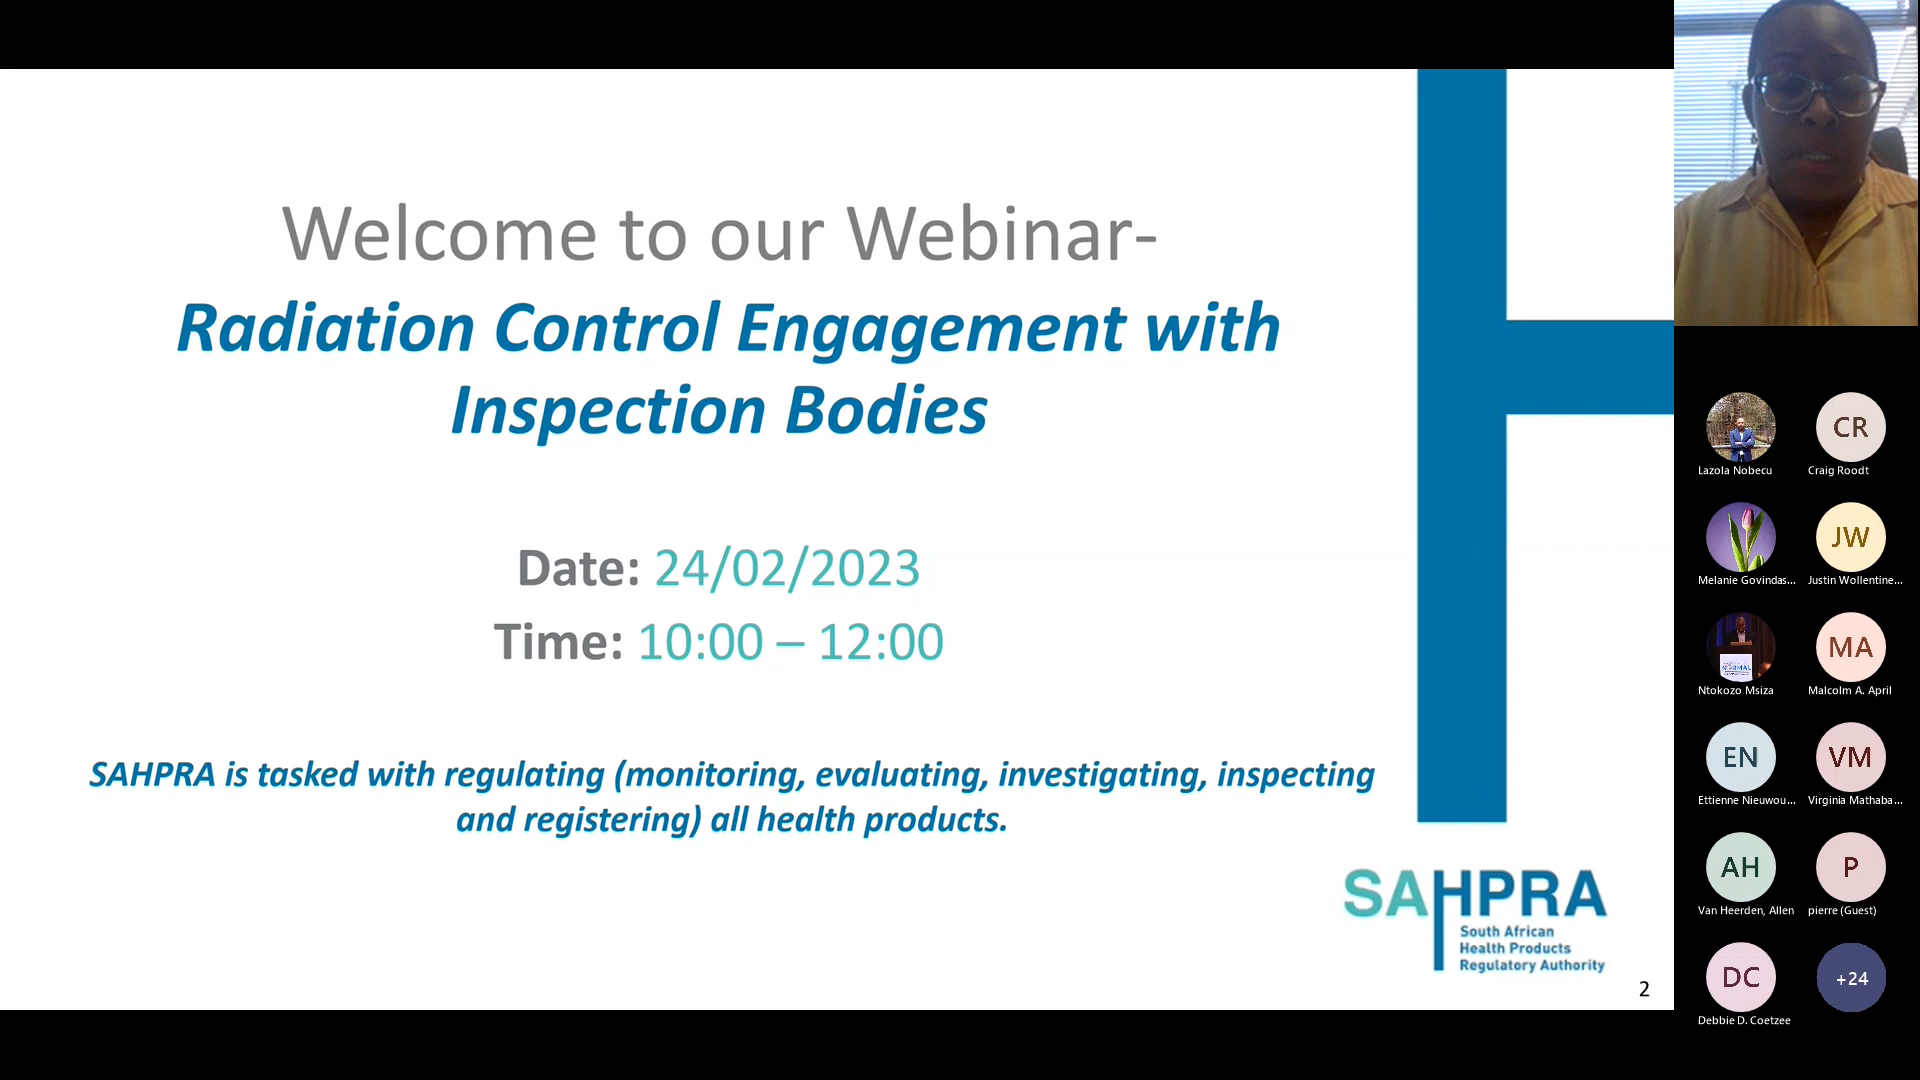 Welcome to our Webinar-
Radiation Control Engagement with
Inspection Bodies
Date: 24/02/2023
Time: 10:00 – 12:00
SAHPRA is tasked with regulating (monitoring, evaluating, investigating, inspecting
and registering) all health products.
SAHPRA
South African
Health Products
Regulatory Authority
2
CR
Lazola Nobecu
Craig Roodt
JW
Melanie Govindas...
Justin Wollentine...
MA
Ntokozo Msiza
Malcolm A. April
EN
VM
Ettienne Nieuwou...
Virginia Mathaba...
AH
P
Van Heerden, Allen
pierre (Guest)
DC
+24
Debbie D. Coetzee